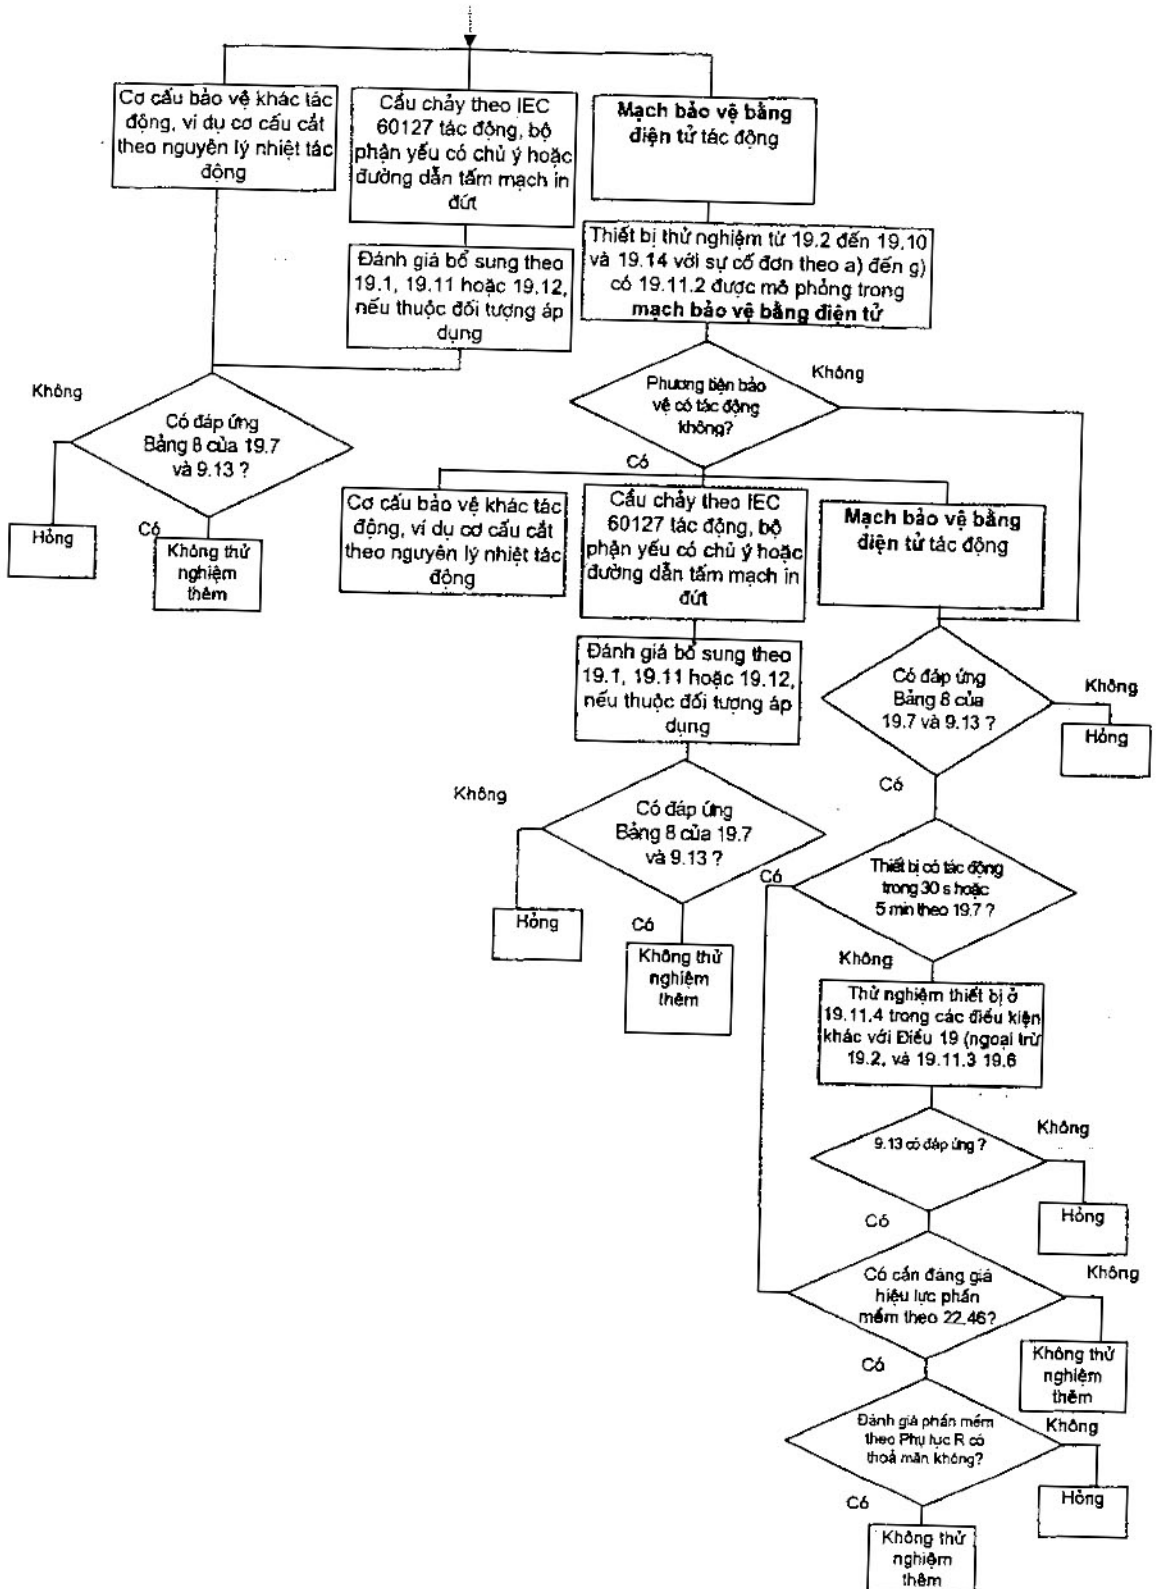 Cơ cấu bảo vệ khác tác
động, ví dụ cơ cấu cắt
theo nguyên lý nhiệt tác
động
Cầu chảy theo IEC
60127 tác động, bộ
phận yếu có chủ ý hoặc
đường dẫn tấm mạch in
đứt
Mạch bảo vệ bằng
điện tử tác động
Đánh giá bổ sung theo
19.1, 19.11 hoặc 19.12,
nếu thuộc đối tượng áp
dụng
Thiết bị thử nghiệm từ 19.2 đến 19.10
và 19.14 với sự cố đơn theo a) đến g)
có 19.11.2 được mô phỏng trong
mạch bảo vệ bằng điện tử
Không
Có đáp ứng
Bảng 8 của 19.7
và 9.13 ?
Hỏng
Có
Không thử
nghiệm
thêm
Phương tiện bảo
vệ có tác động
không?
Không
Có
Cơ cấu bảo vệ khác tác
động, ví dụ cơ cấu cắt
theo nguyên lý nhiệt tác
động
Cầu chảy theo IEC
60127 tác động, bộ
phận yếu có chủ ý hoặc
đường dẫn tấm mạch in
đứt
Mạch bảo vệ bằng
điện tử tác động
Đánh giá bổ sung theo
19.1, 19.11 hoặc 19.12,
nếu thuộc đối tượng áp
dụng
Có đáp ứng
Bảng 8 của
19.7 và 9.13 ?
Không
Hỏng
Có
Không
Có đáp ứng
Bảng 8 của 19.7
và 9.13 ?
Hỏng
Có
Không thử
nghiệm
thêm
Có
Thiết bị có tác động
trong 30 s hoặc
5 min theo 19.7 ?
Không
Thử nghiệm thiết bị ở
19.11.4 trong các điều kiện
khác với Điều 19 (ngoại trừ
19.2, và 19.11.3 19.6
9.13 có đáp ứng ?
Không
Hỏng
Có
Có cần đáng giá
hiệu lực phần
mềm theo 22.46?
Không
Không thử
nghiệm
thêm
Có
Đánh giá phần mềm
theo Phụ lục R có
thoả mãn không?
Không
Hỏng
Có
Không thử
nghiệm
thêm